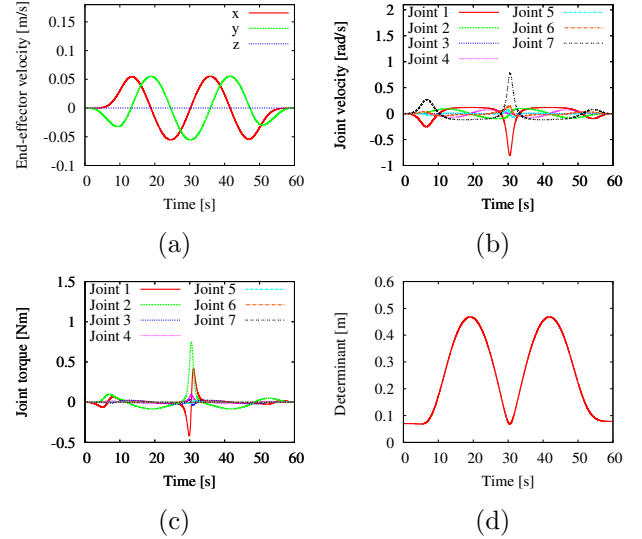 End-effector velocity [m/s]
0.15
0.1
0.05
0
-0.05
-0.1
x
y
z
0 10 20 30 40 50 60
Time [s]
(a)
Joint velocity [rad/s]
2
1.5
1
0.5
0
-0.5
-1
Joint 1
Joint 2
Joint 3
Joint 4
Joint 5
Joint 6
Joint 7
0 10 20 30 40 50 60
Time [s]
(b)
Joint torque [Nm]
1.5
1
0.5
0
-0.5
Joint 1
Joint 2
Joint 3
Joint 4
Joint 5
Joint 6
Joint 7
0 10 20 30 40 50 60
Time [s]
(c)
Determinant [m]
0.6
0.5
0.4
0.3
0.2
0.1
0
0 10 20 30 40 50 60
Time [s]
(d)